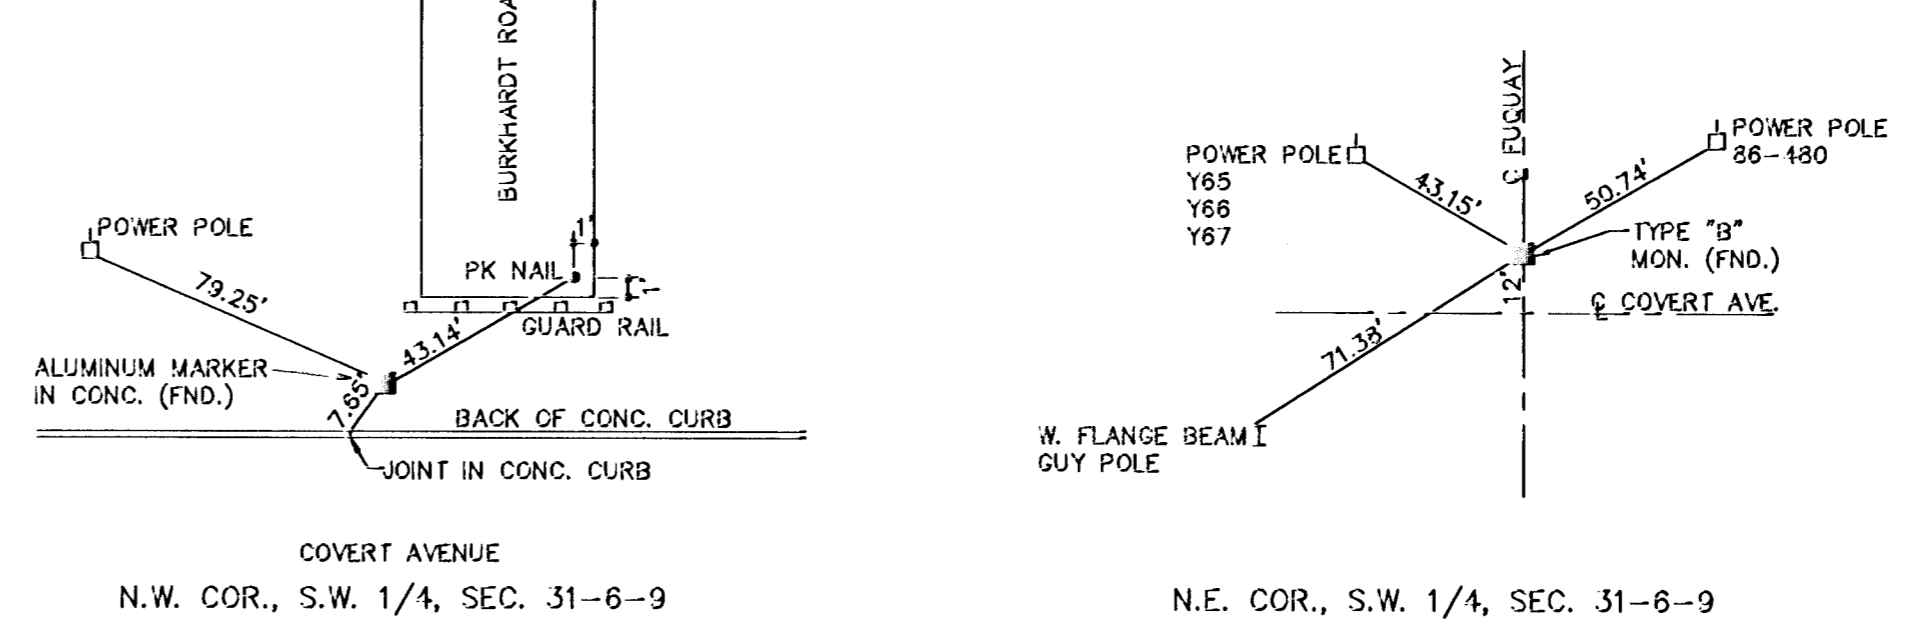 BURKHARDT
POWER POLE
79.25'
1'
PK NAIL
1'
GUARD RAIL
43.14'
ALUMINUM MARKER
IN CONC. (FND.)
7.65'
BACK OF CONC. CURB
JOINT IN CONC. CURB
COVERT AVENUE
N.W. COR., S.W. 1/4, SEC. 31-6-9
℄ FUQUAY
POWER POLE
Y65
Y66
Y67
43.15'
50.74'
POWER POLE
86-480
TYPE "B"
MON. (FND.)
12'
℄ COVERT AVE.
71.38'
W. FLANGE BEAM
GUY POLE
N.E. COR., S.W. 1/4, SEC. 31-6-9